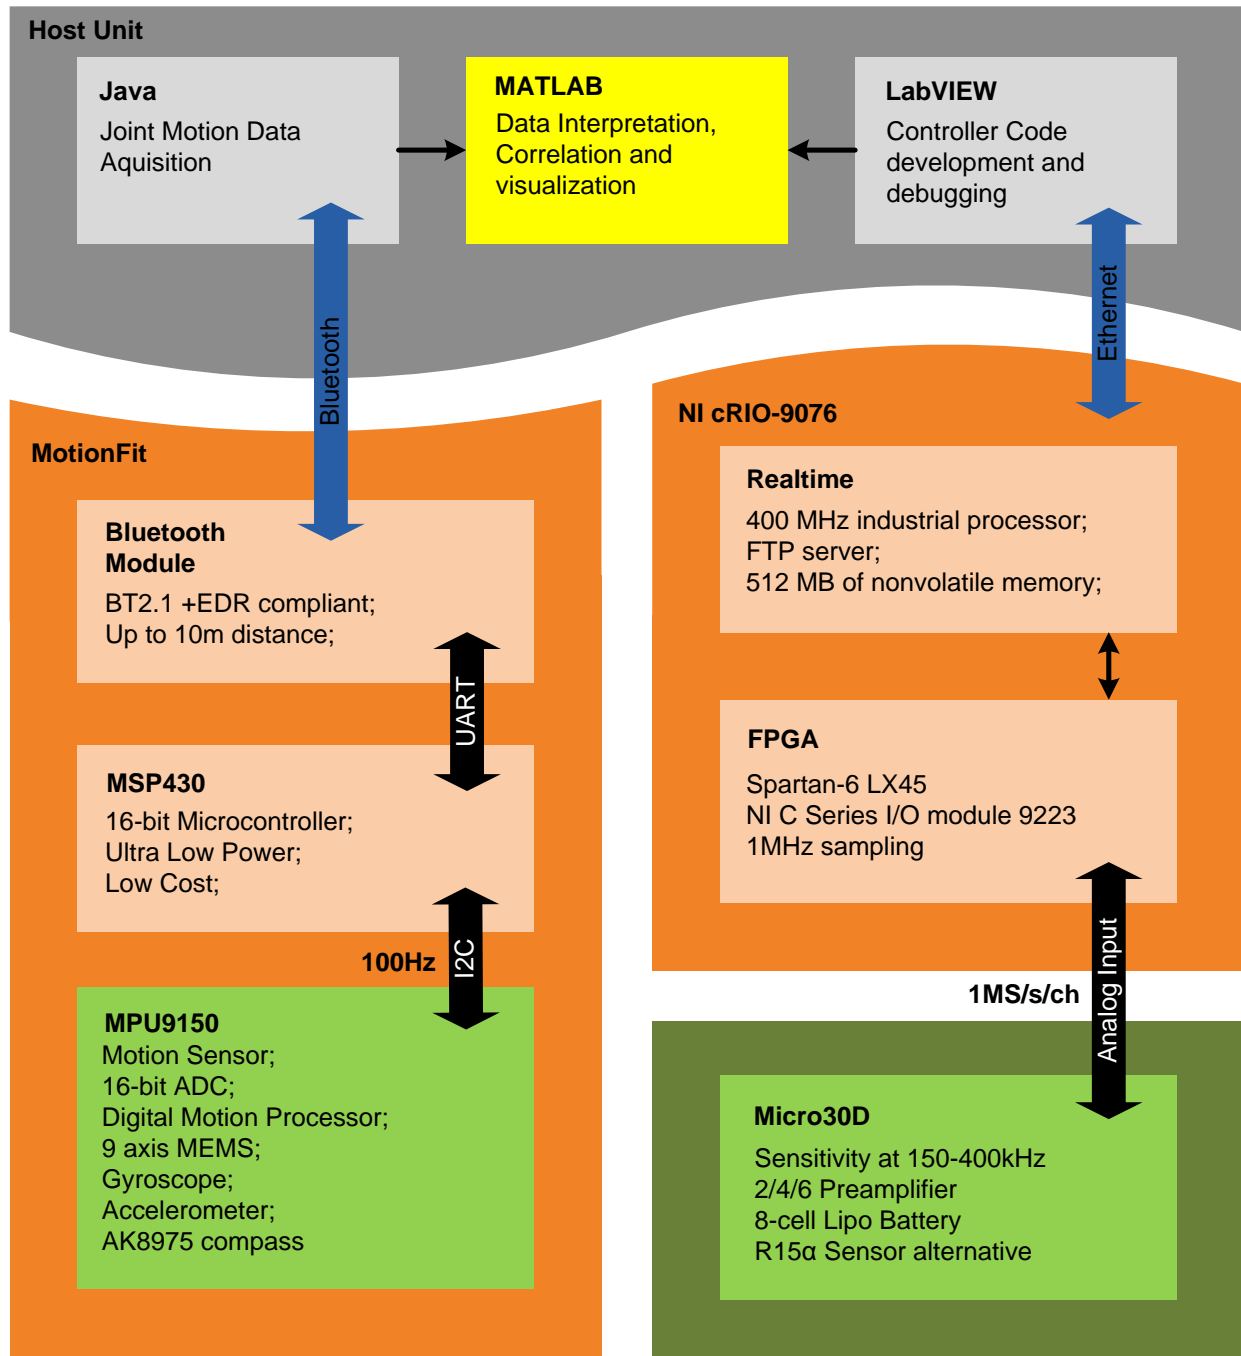 Host Unit
Java
Joint Motion Data
Aquisition
MATLAB
Data Interpretation,
Correlation and
visualization
LabVIEW
Controller Code
development and
debugging
Bluetooth
Ethernet
MotionFit
Bluetooth
Module
BT2.1 +EDR compliant;
Up to 10m distance;
UART
MSP430
16-bit Microcontroller;
Ultra Low Power;
Low Cost;
100Hz
I2C
MPU9150
Motion Sensor;
16-bit ADC;
Digital Motion Processor;
9 axis MEMS;
Gyroscope;
Accelerometer;
AK8975 compass
NI cRIO-9076
Realtime
400 MHz industrial processor;
FTP server;
512 MB of nonvolatile memory;
FPGA
Spartan-6 LX45
NI C Series I/O module 9223
1MHz sampling
1MS/s/ch
Analog Input
Micro30D
Sensitivity at 150-400kHz
2/4/6 Preamplifier
8-cell Lipo Battery
R15α Sensor alternative